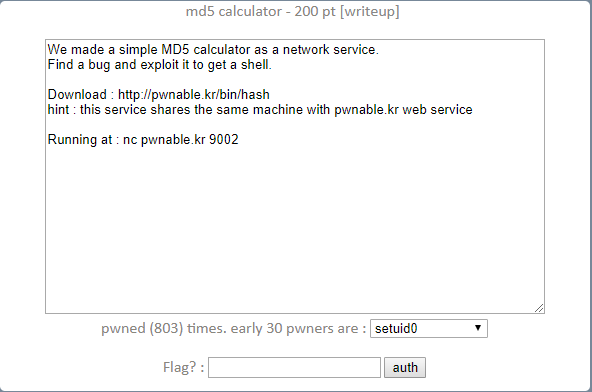 md5 calculator - 200 pt [writeup]
We made a simple MD5 calculator as a network service.
Find a bug and exploit it to get a shell.
Download : http://pwnable.kr/bin/hash
hint : this service shares the same machine with pwnable.kr web service
Running at : nc pwnable.kr 9002
pwned (803) times. early 30 pwners are : setuid0
Flag? : auth